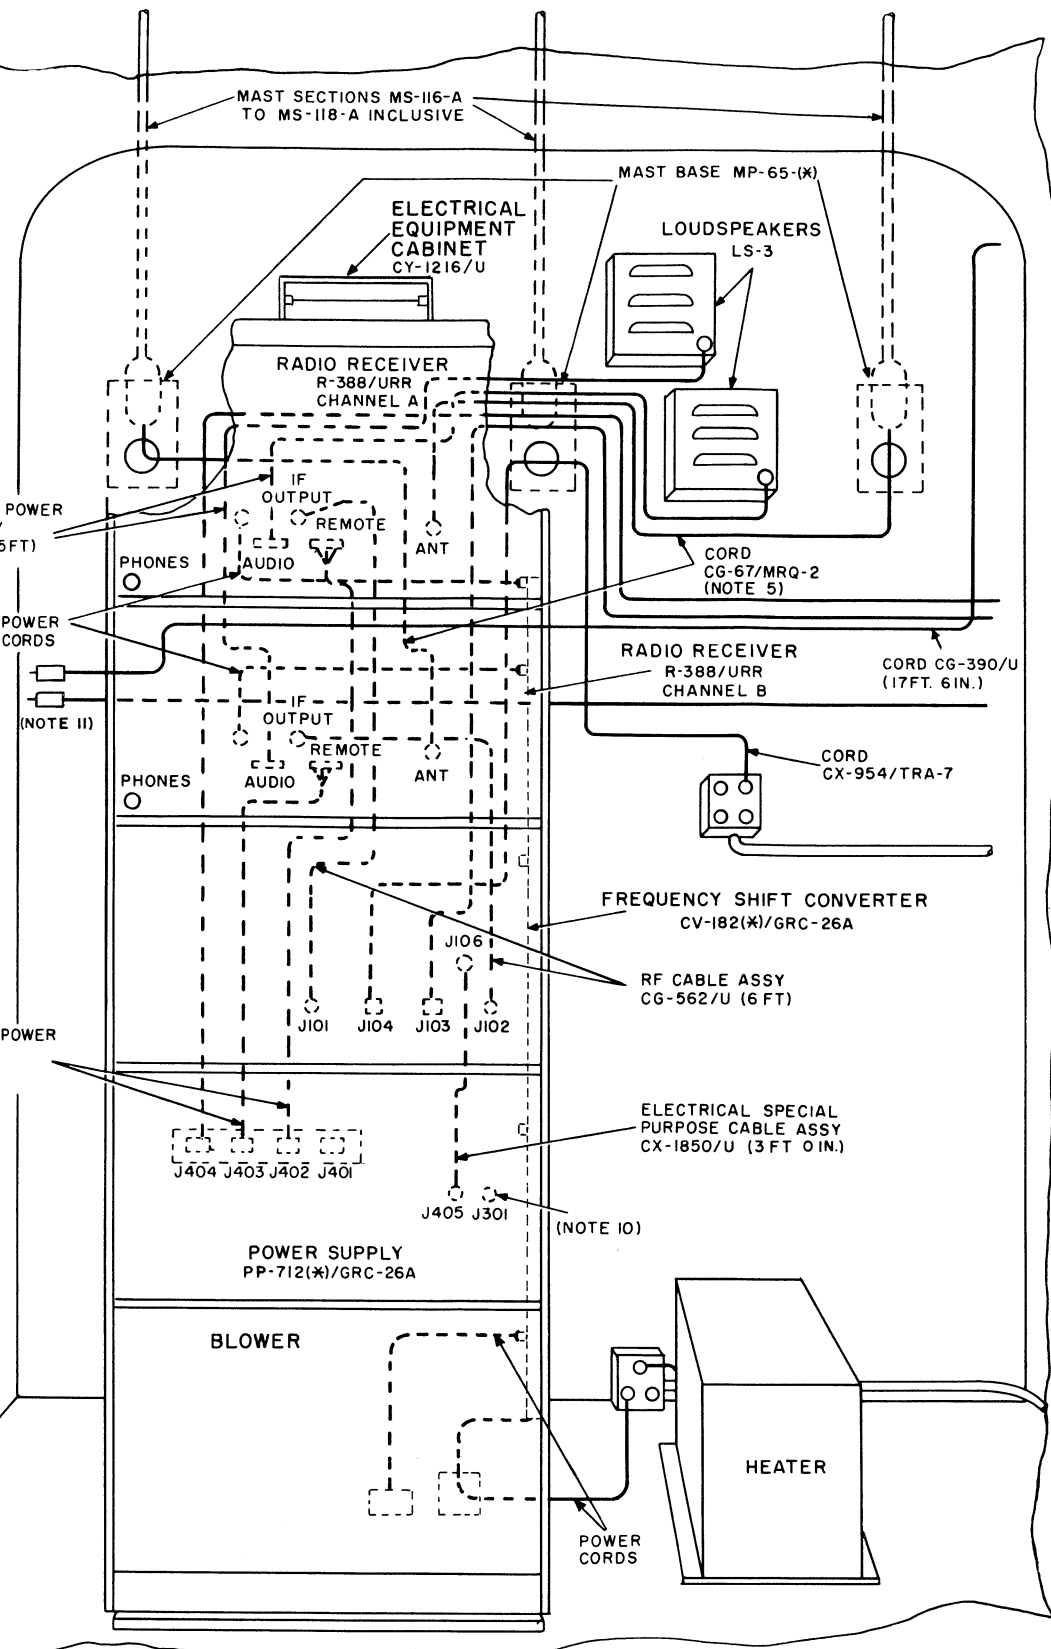 MAST SECTIONS MS-116-A
TO MS-118-A INCLUSIVE
MAST BASE MP-65-(*)
ELECTRICAL
EQUIPMENT
CABINET
CY-1216/U
LOUDSPEAKERS
LS-3
RADIO RECEIVER
R-388/URR
CHANNEL A
IF
OUTPUT
POWER
5FT)
REMOTE
ANT
AUDIO
PHONES
CORD
CG-67/MRQ-2
(NOTE 5)
POWER
CORDS
RADIO RECEIVER
R-388/URR
CHANNEL B
CORD CG-390/U
(17FT. 6IN.)
(NOTE 11)
IF
OUTPUT
REMOTE
ANT
AUDIO
PHONES
CORD
CX-954/TRA-7
FREQUENCY SHIFT CONVERTER
CV-182(*)/GRC-26A
J106
RF CABLE ASSY
CG-562/U (6 FT)
J101 J104 J103 J102
POWER
ELECTRICAL SPECIAL
PURPOSE CABLE ASSY
CX-1850/U (3 FT 0 IN.)
J404 J403 J402 J401
J405 J301
(NOTE 10)
POWER SUPPLY
PP-712(*)/GRC-26A
BLOWER
HEATER
POWER
CORDS